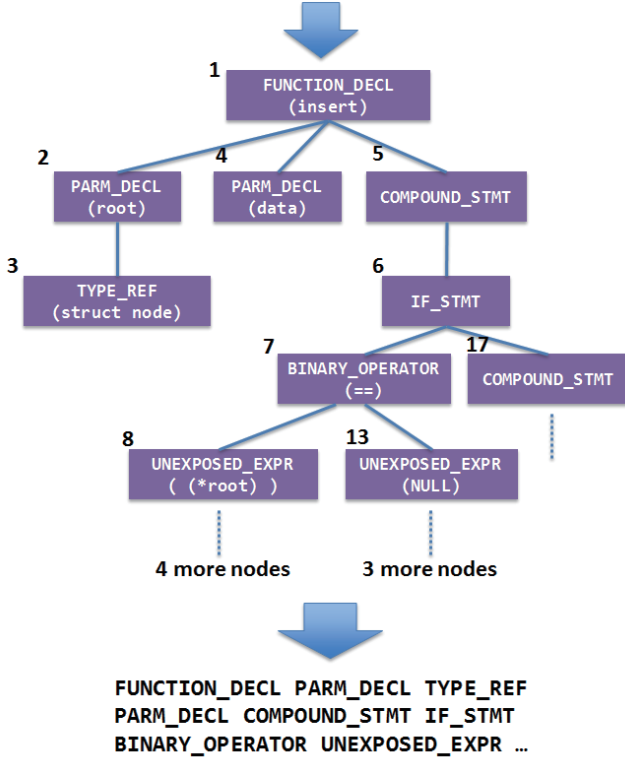 1
FUNCTION_DECL
(insert)
2
4
5
PARM_DECL
(root)
PARM_DECL
(data)
COMPOUND_STMT
3
6
TYPE_REF
(struct node)
IF_STMT
7
17
BINARY_OPERATOR
(==)
COMPOUND_STMT
8
13
UNEXPOSED_EXPR
( (*root) )
UNEXPOSED_EXPR
(NULL)
4 more nodes
3 more nodes
FUNCTION_DECL PARM_DECL TYPE_REF
PARM_DECL COMPOUND_STMT IF_STMT
BINARY_OPERATOR UNEXPOSED_EXPR …